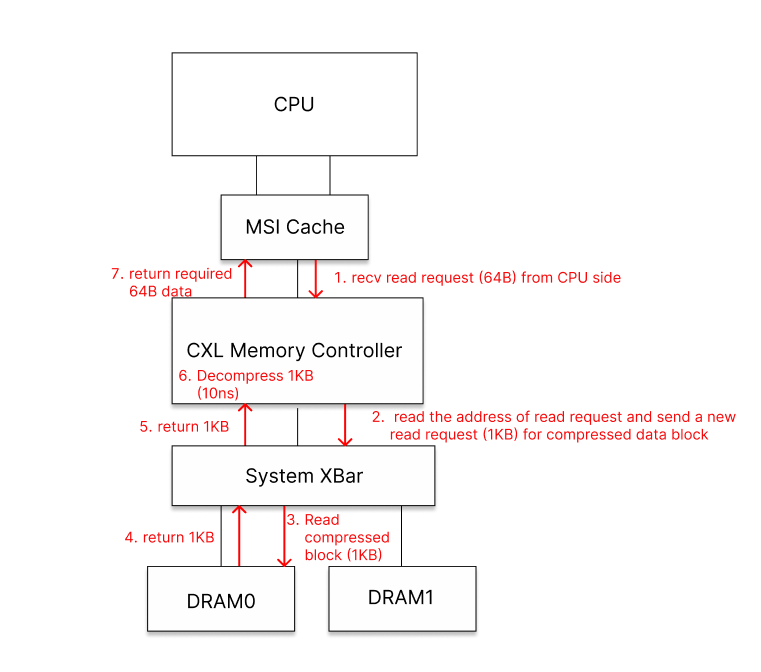 CPU
MSI Cache
7. return required
64B data
1. recv read request (64B) from CPU side
CXL Memory Controller
6. Decompress 1KB
(10ns)
5. return 1KB
2. read the address of read request and send a new
read request (1KB) for compressed data block
System XBar
4. return 1KB
3. Read
compressed
block (1KB)
DRAM0
DRAM1